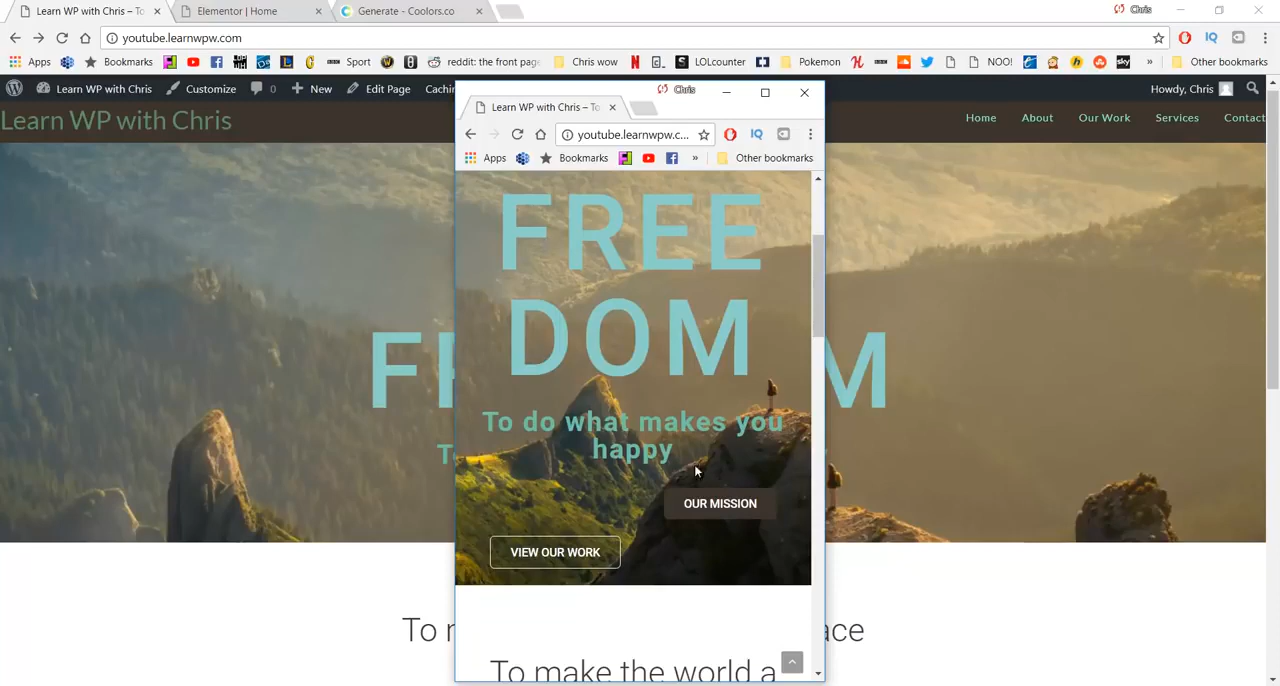 Learn WP with Chris – To
Elementor | Home
Generate - Coolors.co
Chris
youtube.learnwpw.com
Apps
Bookmarks
Sport
reddit: the front page
Chris wow
LOLcounter
Pokemon
NOO!
sky
»
Other bookmarks
Learn WP with Chris
Customize
0
New
Edit Page
Howdy, Chris
Learn WP with Chris
Home
About
Our Work
Services
Contact
Chris
Learn WP with Chris – To
youtube.learnwpw.c...
Apps
Bookmarks
»
Other bookmarks
FREE
DOM
To do what makes you
happy
OUR MISSION
VIEW OUR WORK
To make the world a